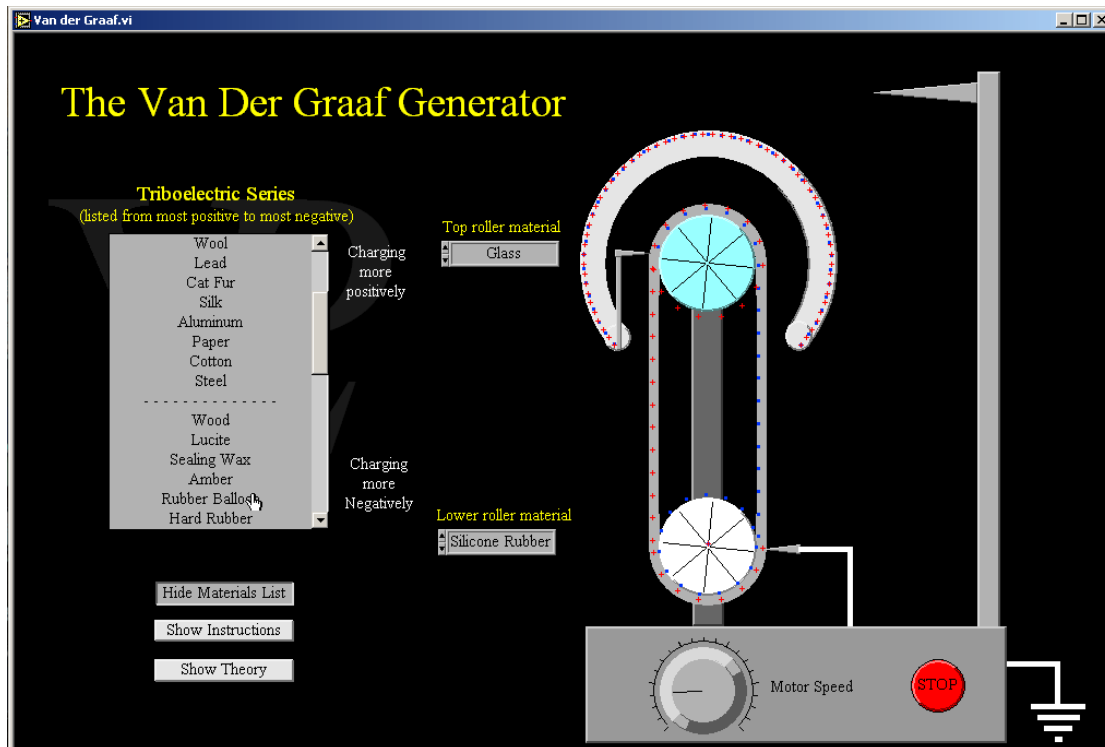 Van der Graaf.vi
The Van Der Graaf Generator
Triboelectric Series
(listed from most positive to most negative)
Wool
Lead
Cat Fur
Silk
Aluminum
Paper
Cotton
Steel
- - - - - - - - - - - - - -
Wood
Lucite
Sealing Wax
Amber
Rubber
Hard Rubber
Charging
more
positively
Charging
more
Negatively
Top roller material
Glass
Lower roller material
Silicone Rubber
Hide Materials List
Show Instructions
Show Theory
Motor Speed
STOP